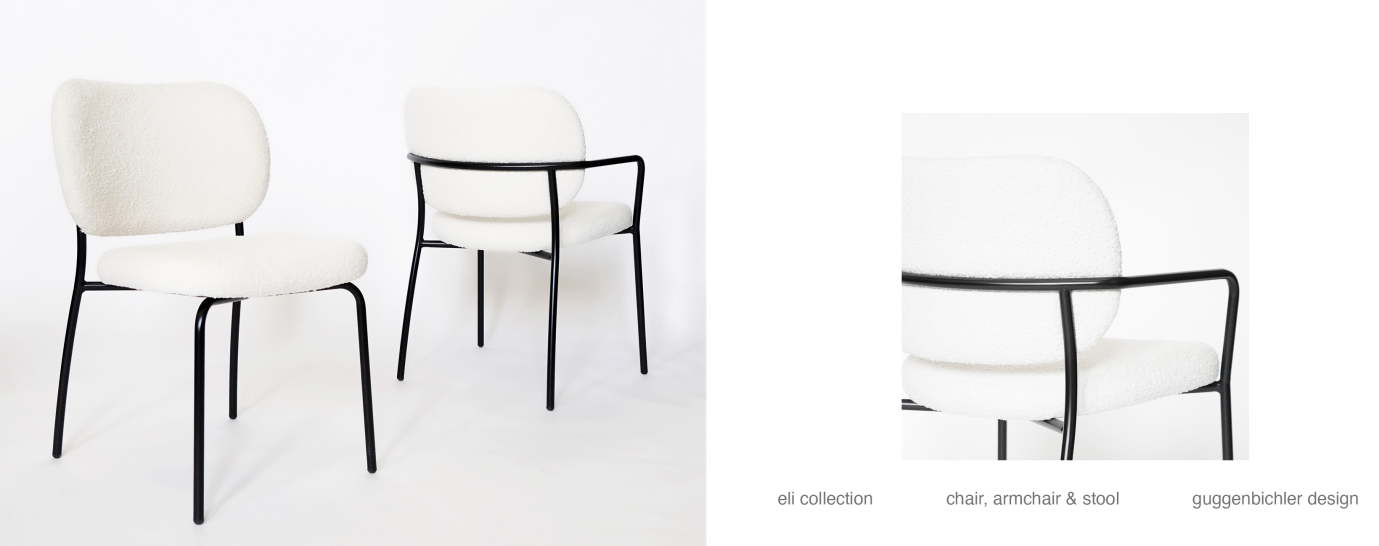 eli collection
chair, armchair & stool
guggenbichler design